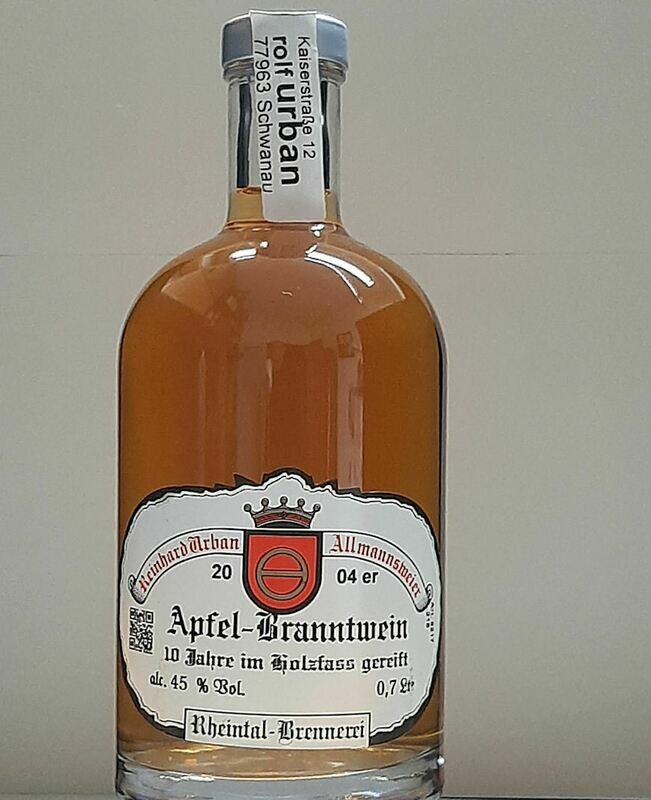 Kaiserstraße 12
rolf urban
77963 Schwanau
Reinhard Urban Allmannsweier
20 04 er
Apfel-Branntwein
10 Jahre im Holzfass gereift
alc. 45 % Vol. 0,7 Ltr
Rheintal-Brennerei